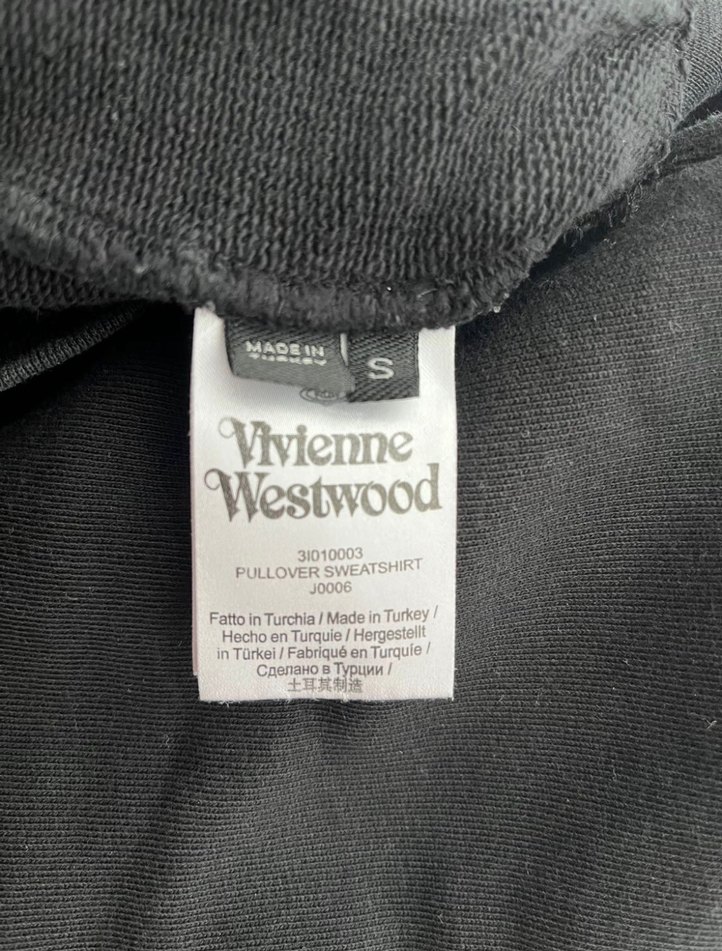 MADE IN
TURKEY
S
Vivienne
Westwood
3I010003
PULLOVER SWEATSHIRT
J0006
Fatto in Turchia / Made in Turkey /
Hecho en Turquie / Hergestellt
in Türkei / Fabriqué en Turquie /
Сделано в Турции /
土耳其制造